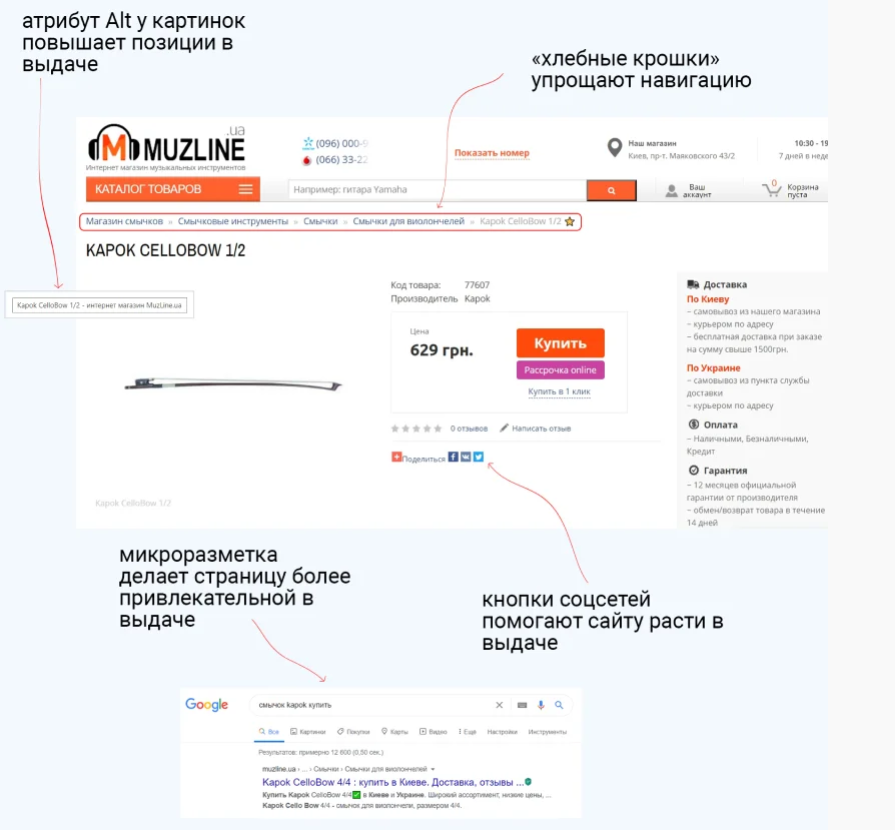 атрибут Alt у картинок
повышает позиции в
выдаче
«хлебные крошки»
упрощают навигацию
MUZLINE .ua
Интернет магазин музыкальных инструментов
(096) 000-9
(066) 33-22
Показать номер
Наш магазин
Киев, пр-т. Маяковского 43/2
10:30 - 19
7 дней в неде
КАТАЛОГ ТОВАРОВ
Например: гитара Yamaha
Ваш
аккаунт
0
Корзина
пуста
Магазин смычков » Смычковые инструменты » Смычки » Смычки для виолончелей » Kapok CelloBow 1/2
KAPOK CELLOBOW 1/2
Kapok CelloBow 1/2 - интернет магазин MuzLine.ua
Код товара: 77607
Производитель Kapok
Цена
629 грн.
Купить
Рассрочка online
Купить в 1 клик
0 отзывов Написать отзыв
Поделиться
Kapok CelloBow 1/2
Доставка
По Киеву
– самовывоз из нашего магазина
– курьером по адресу
– бесплатная доставка при заказе
на сумму свыше 1500грн.
По Украине
– самовывоз из пункта службы
доставки
– курьером по адресу
Оплата
– Наличными, Безналичными,
Кредит
Гарантия
– 12 месяцев официальной
гарантии от производителя
– обмен/возврат товара в течение
14 дней
микроразметка
делает страницу более
привлекательной в
выдаче
кнопки соцсетей
помогают сайту расти в
выдаче
Google
смычок kapok купить
Все Картинки Покупки Карты Видео Ещё Настройки Инструменты
Результатов: примерно 12 600 (0,50 сек.)
muzline.ua › ... › Смычки › Смычки для виолончелей
Kapok CelloBow 4/4 : купить в Киеве. Доставка, отзывы ...
Купить Kapok CelloBow 4/4 в Киеве и Украине. Широкий ассортимент, низкие цены, ...
Kapok Cello Bow 4/4 - смычок для виолончели, размером 4/4.